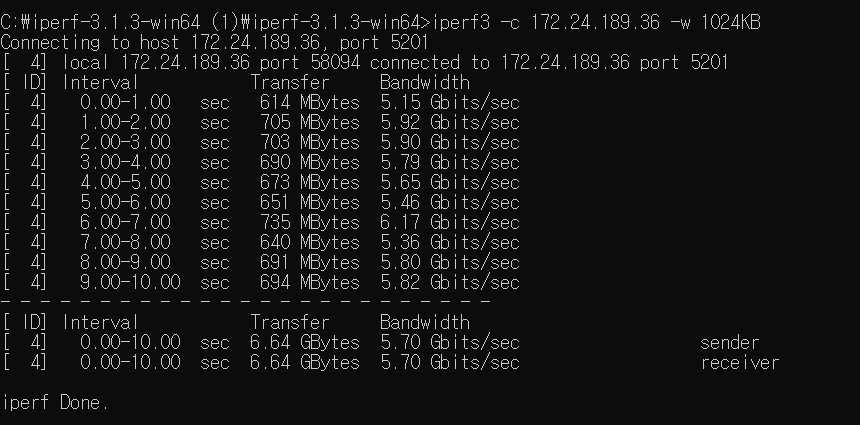 C:₩iperf-3.1.3-win64 (1)₩iperf-3.1.3-win64>iperf3 -c 172.24.189.36 -w 1024KB
Connecting to host 172.24.189.36, port 5201
[  4] local 172.24.189.36 port 58094 connected to 172.24.189.36 port 5201
[ ID] Interval           Transfer     Bandwidth
[  4]   0.00-1.00   sec   614 MBytes  5.15 Gbits/sec
[  4]   1.00-2.00   sec   705 MBytes  5.92 Gbits/sec
[  4]   2.00-3.00   sec   703 MBytes  5.90 Gbits/sec
[  4]   3.00-4.00   sec   690 MBytes  5.79 Gbits/sec
[  4]   4.00-5.00   sec   673 MBytes  5.65 Gbits/sec
[  4]   5.00-6.00   sec   651 MBytes  5.46 Gbits/sec
[  4]   6.00-7.00   sec   735 MBytes  6.17 Gbits/sec
[  4]   7.00-8.00   sec   640 MBytes  5.36 Gbits/sec
[  4]   8.00-9.00   sec   691 MBytes  5.80 Gbits/sec
[  4]   9.00-10.00  sec   694 MBytes  5.82 Gbits/sec
- - - - - - - - - - - - - - - - - - - - - - - - -
[ ID] Interval           Transfer     Bandwidth
[  4]   0.00-10.00  sec  6.64 GBytes  5.70 Gbits/sec                  sender
[  4]   0.00-10.00  sec  6.64 GBytes  5.70 Gbits/sec                  receiver
iperf Done.